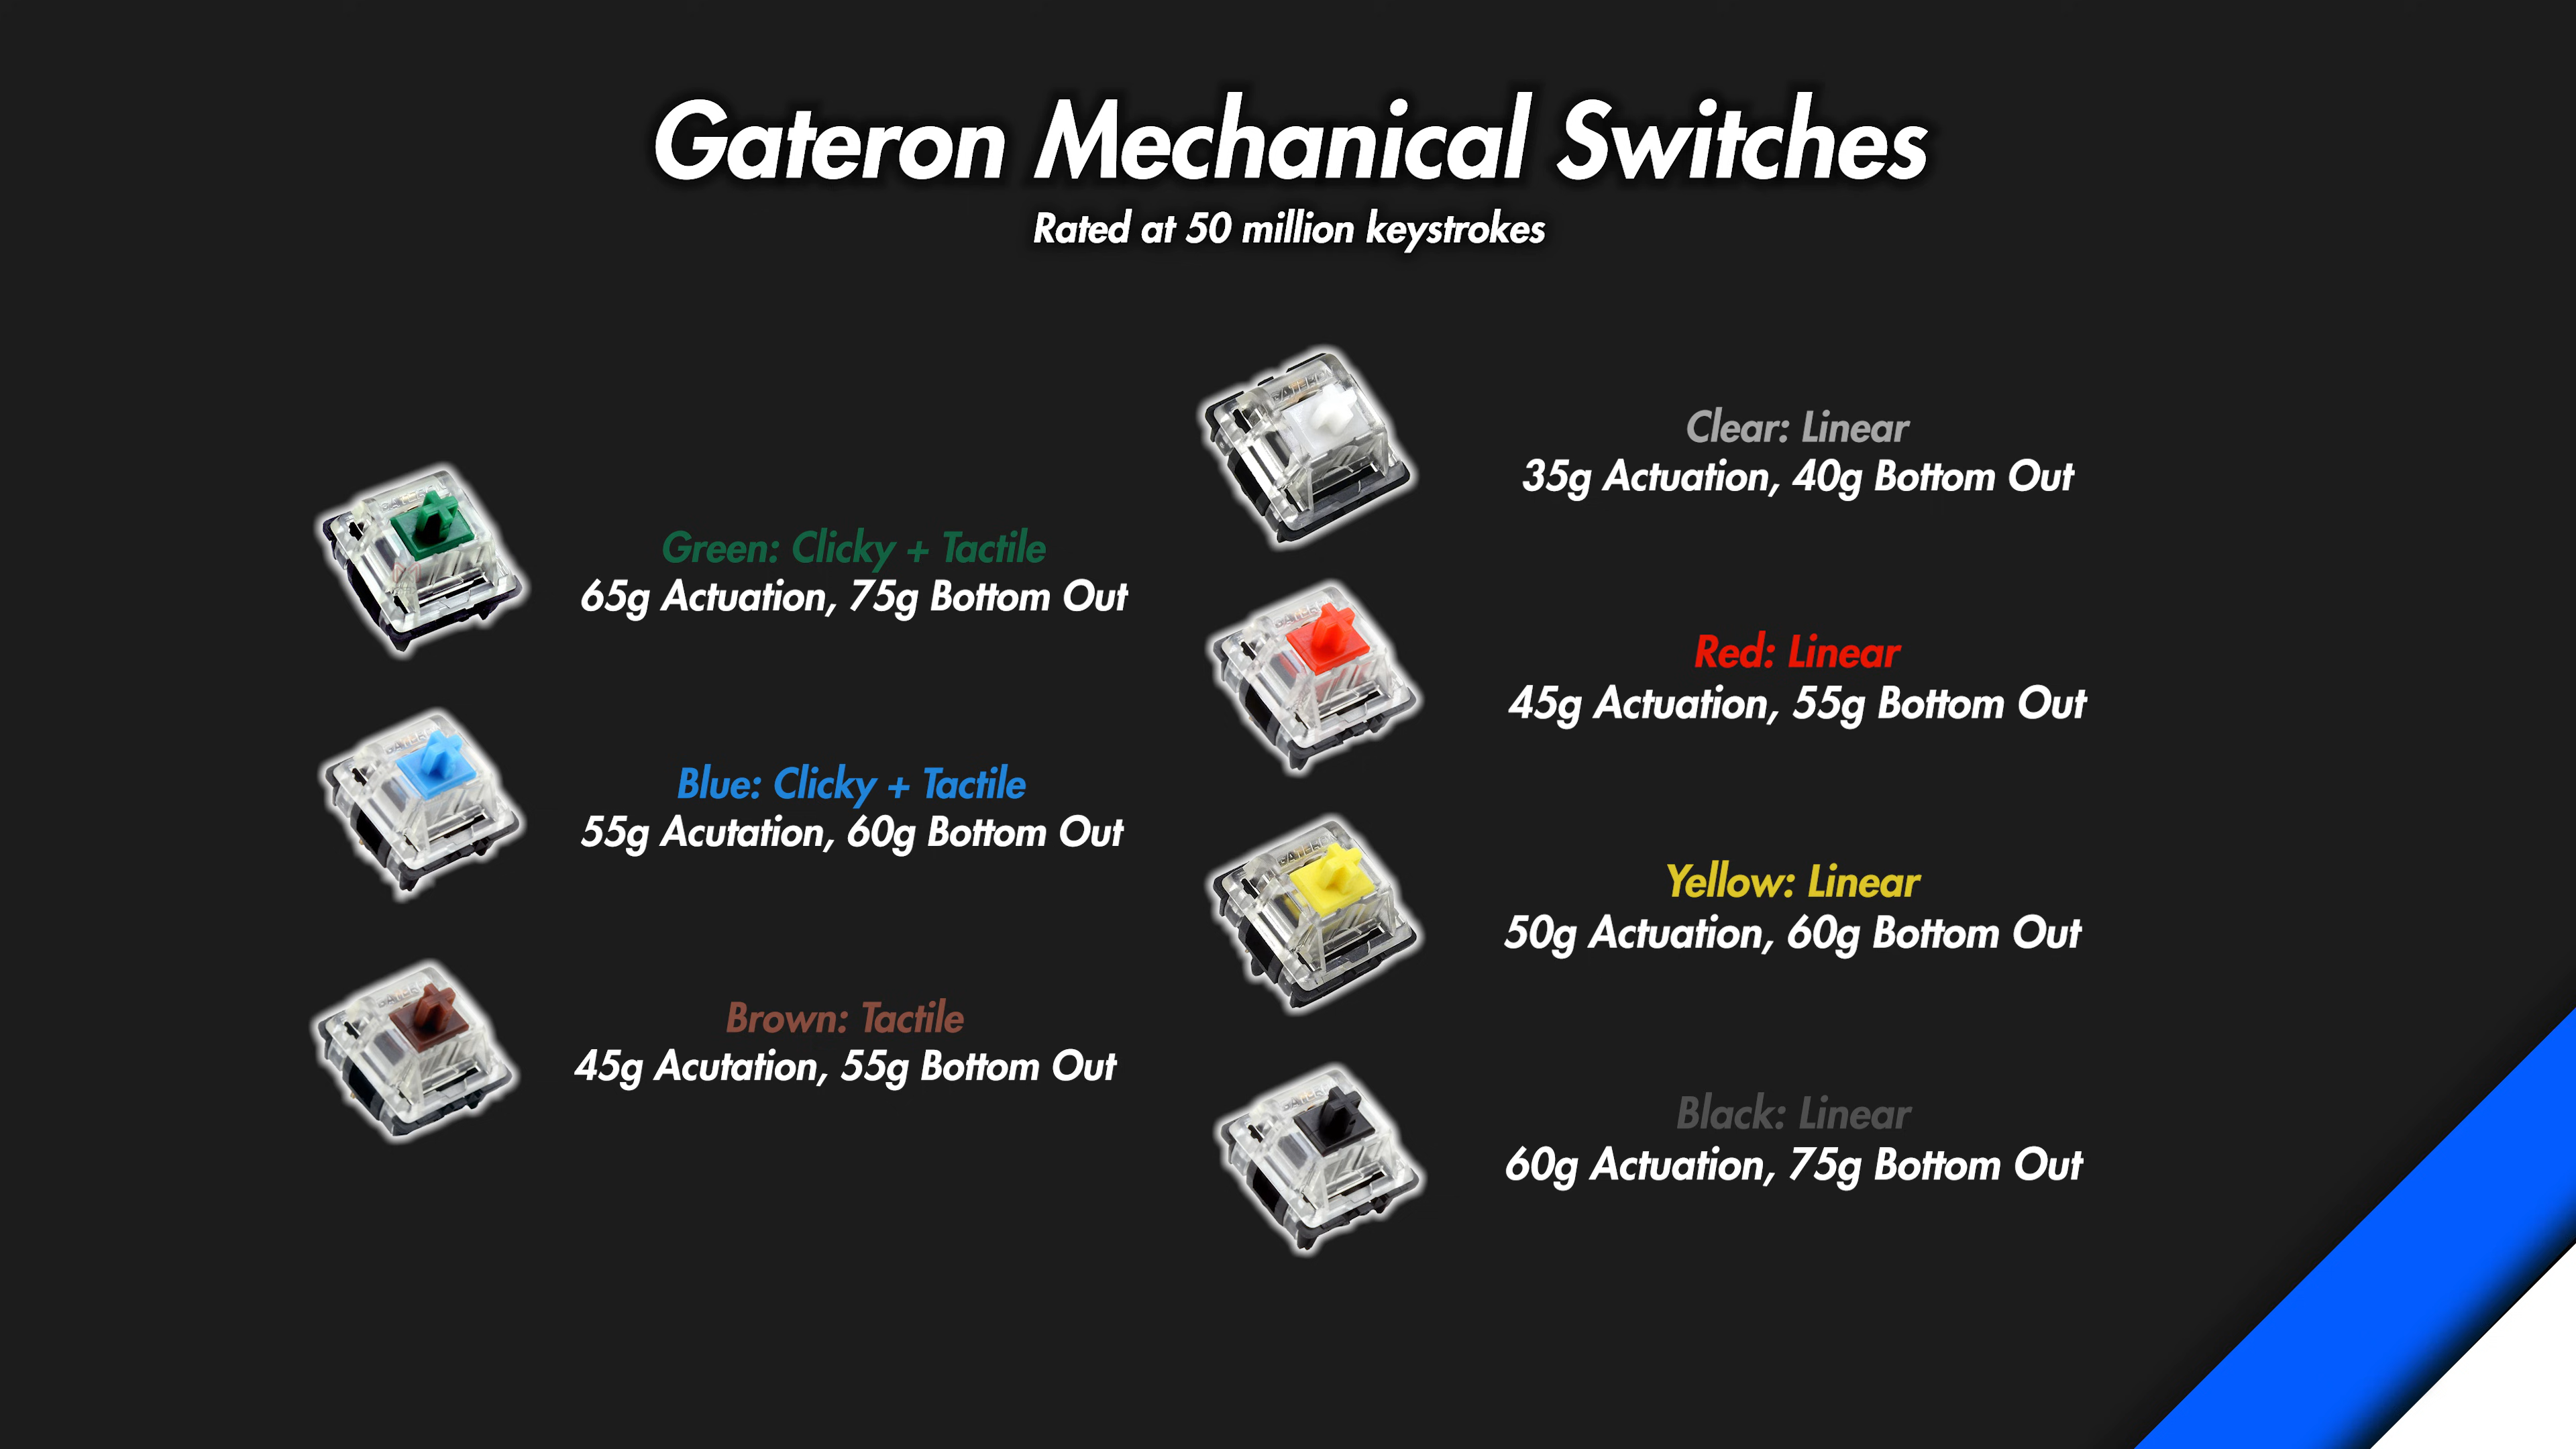 Gateron Mechanical Switches
Rated at 50 million keystrokes
Green: Clicky + Tactile
65g Actuation, 75g Bottom Out
Blue: Clicky + Tactile
55g Acutation, 60g Bottom Out
Brown: Tactile
45g Acutation, 55g Bottom Out
Clear: Linear
35g Actuation, 40g Bottom Out
Red: Linear
45g Actuation, 55g Bottom Out
Yellow: Linear
50g Actuation, 60g Bottom Out
Black: Linear
60g Actuation, 75g Bottom Out